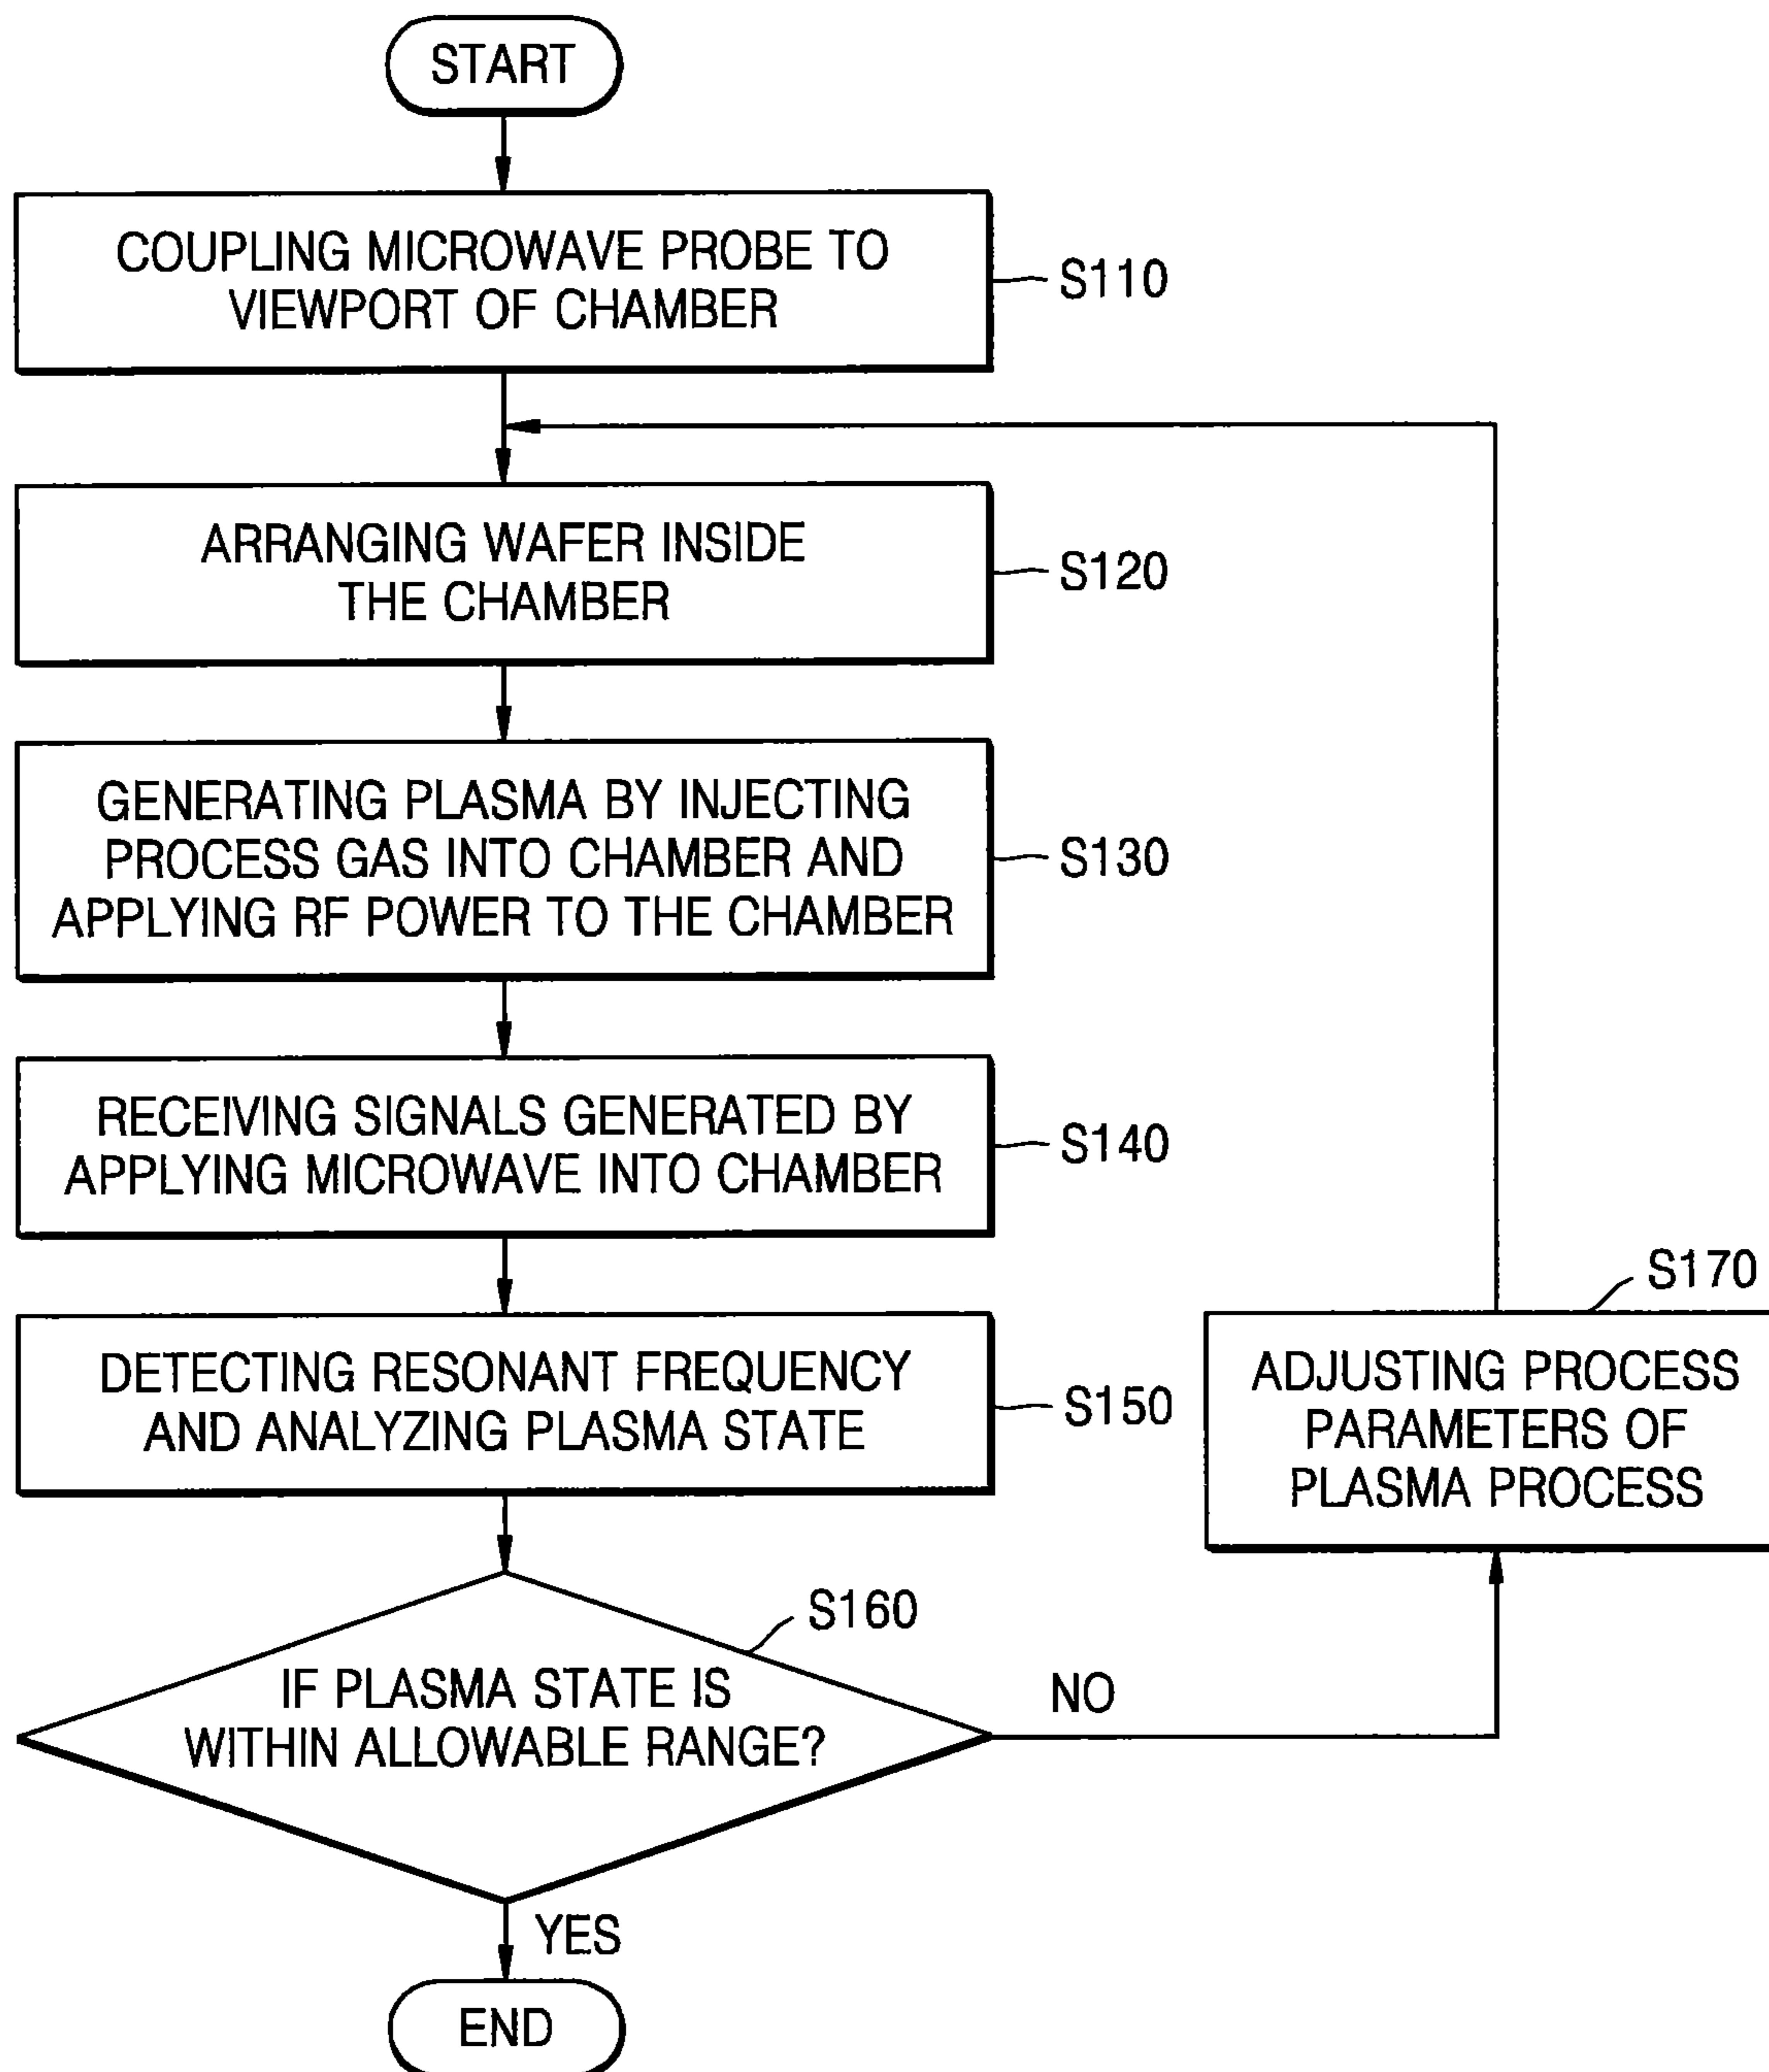 START
COUPLING MICROWAVE PROBE TO
VIEWPORT OF CHAMBER
S110
ARRANGING WAFER INSIDE
THE CHAMBER
S120
GENERATING PLASMA BY INJECTING
PROCESS GAS INTO CHAMBER AND
APPLYING RF POWER TO THE CHAMBER
S130
RECEIVING SIGNALS GENERATED BY
APPLYING MICROWAVE INTO CHAMBER
S140
DETECTING RESONANT FREQUENCY
AND ANALYZING PLASMA STATE
S150
S170
ADJUSTING PROCESS
PARAMETERS OF
PLASMA PROCESS
S160
IF PLASMA STATE IS
WITHIN ALLOWABLE RANGE?
NO
YES
END